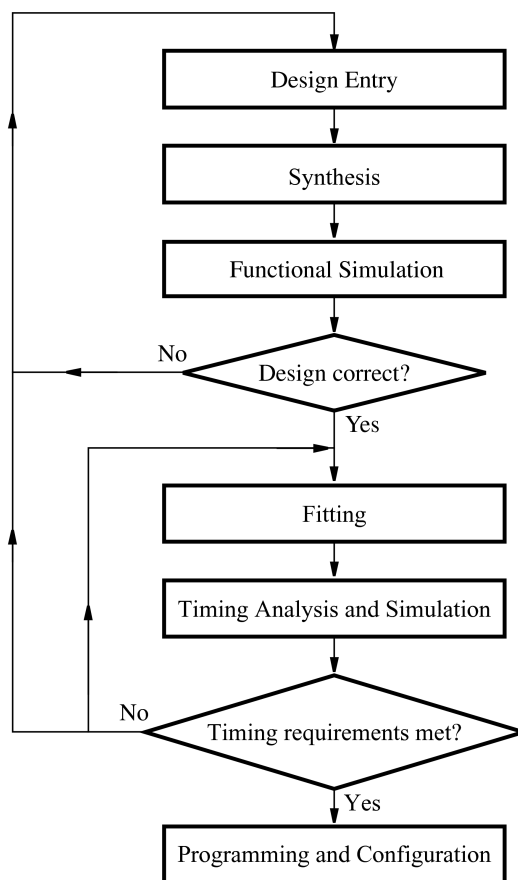 Design Entry
Synthesis
Functional Simulation
No
Design correct?
Yes
Fitting
Timing Analysis and Simulation
No
Timing requirements met?
Yes
Programming and Configuration